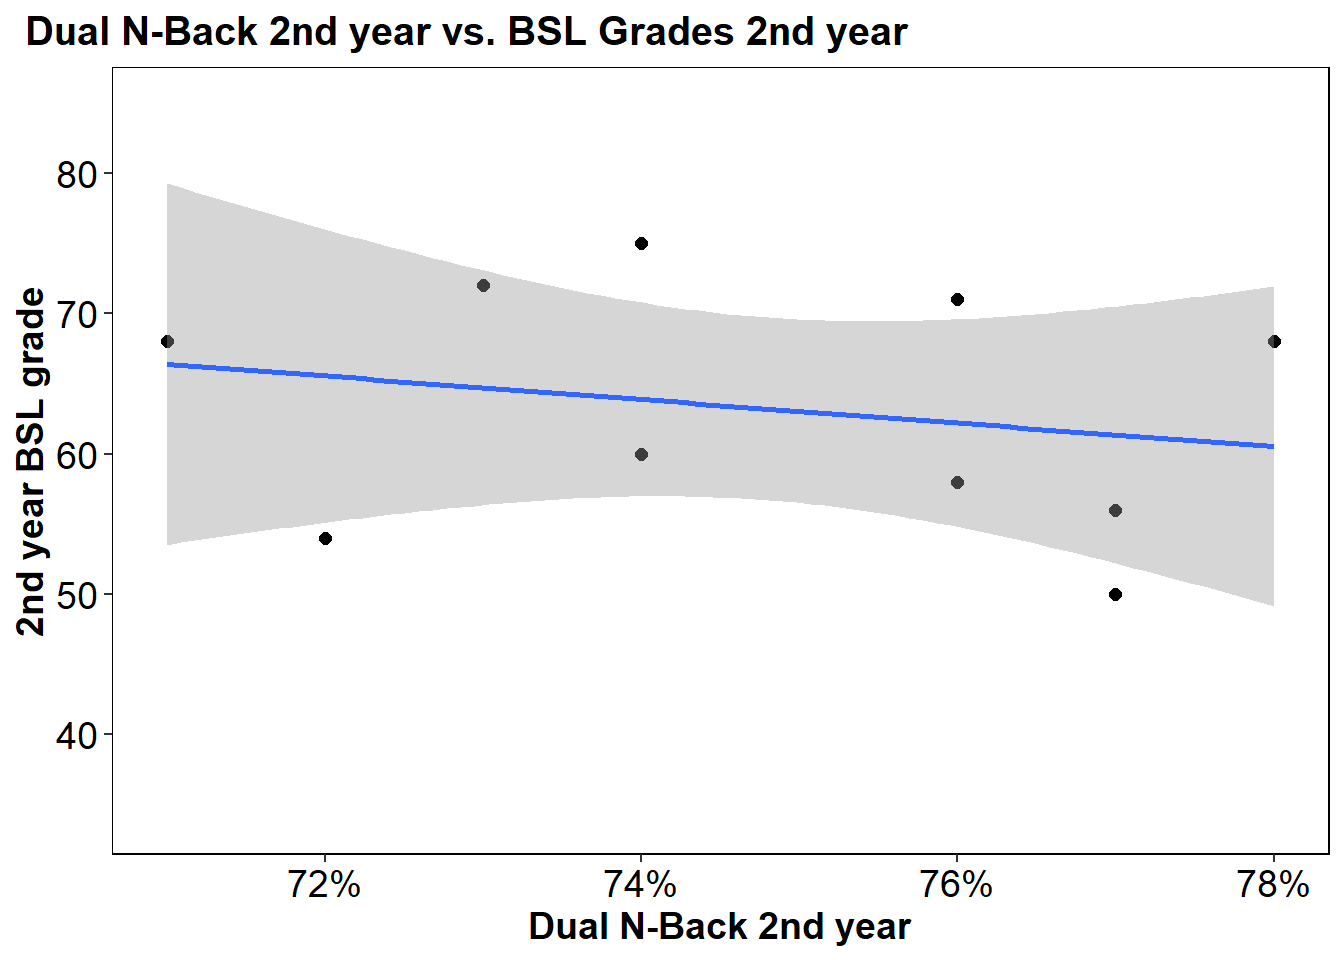 Dual N-Back 2nd year vs. BSL Grades 2nd year
2nd year BSL grade
80
70
60
50
40
72% 74% 76% 78%
Dual N-Back 2nd year